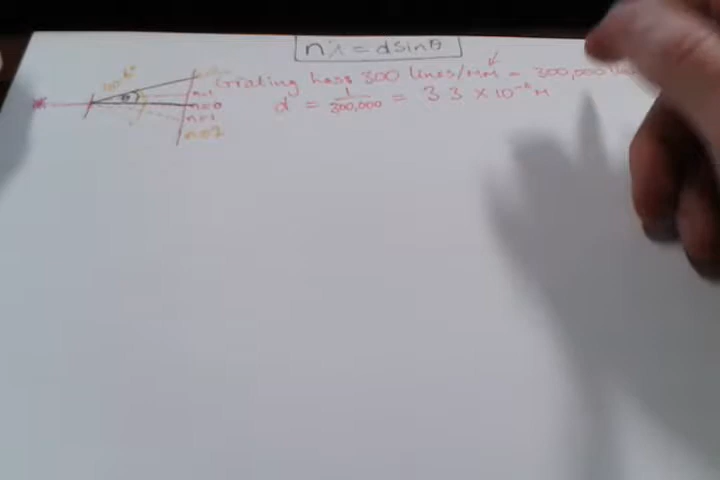 nλ = dsinθ
Grating has 300 lines/mm = 300,000
d = 1/300,000 = 3.3 × 10⁻⁶ m
θ
n=1
n=0
n=1
n=2